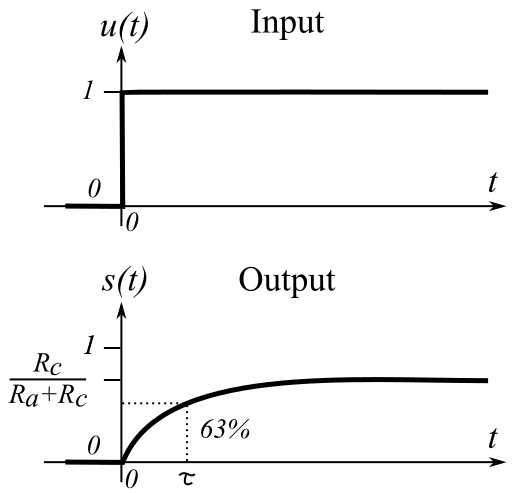 u(t)
Input
1
0
t
0
s(t)
Output
1
Rc
Ra+Rc
63%
0
t
0
τ